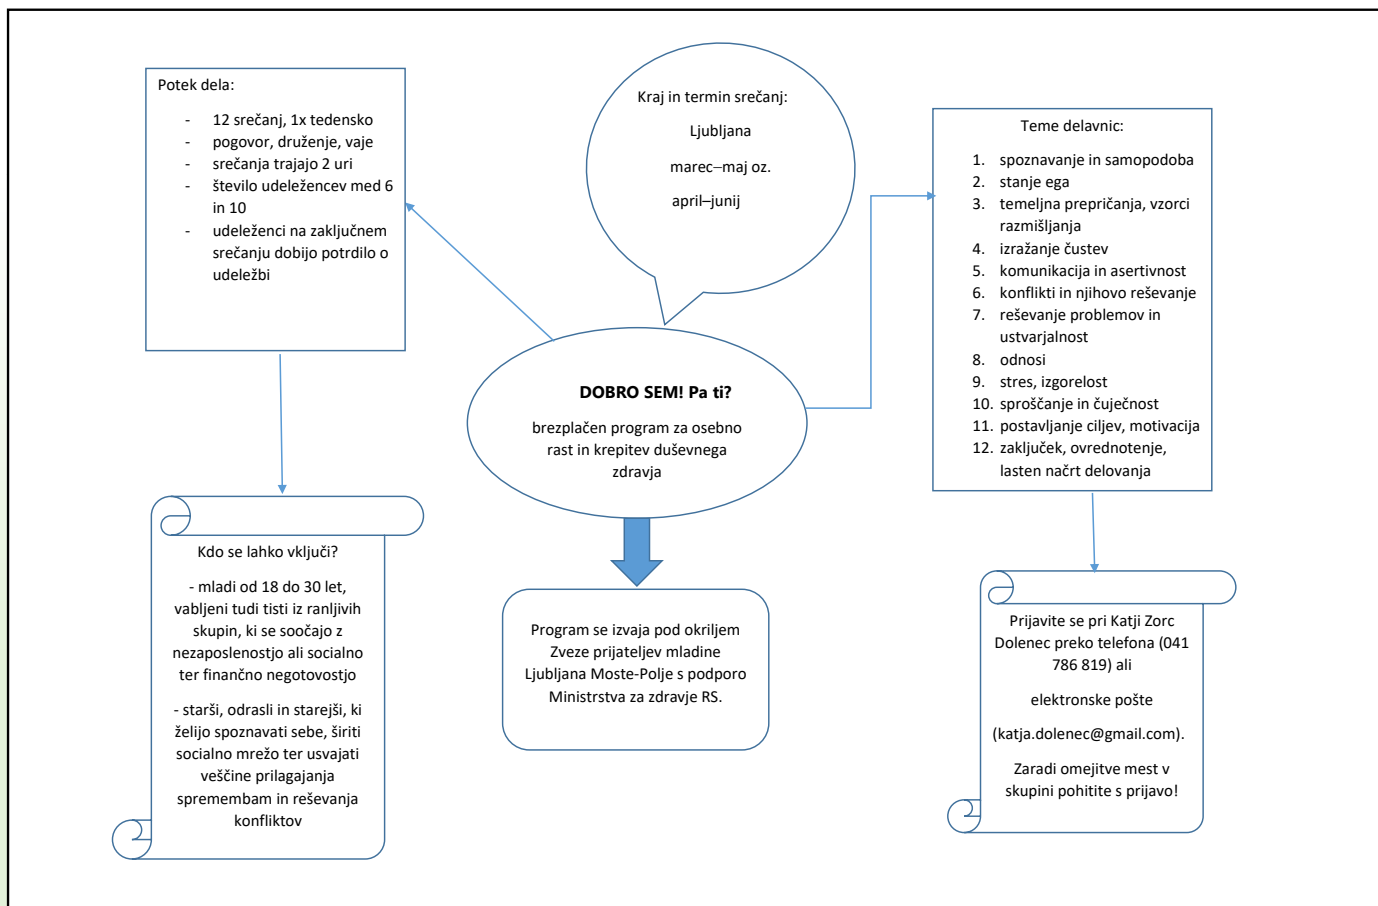 Potek dela:
- 12 srečanj, 1x tedensko
- pogovor, druženje, vaje
- srečanja trajajo 2 uri
- število udeležencev med 6
in 10
- udeleženci na zaključnem
srečanju dobijo potrdilo o
udeležbi
Kraj in termin srečanj:
Ljubljana
marec–maj oz.
april–junij
Teme delavnic:
1. spoznavanje in samopodoba
2. stanje ega
3. temeljna prepričanja, vzorci
razmišljanja
4. izražanje čustev
5. komunikacija in asertivnost
6. konflikti in njihovo reševanje
7. reševanje problemov in
ustvarjalnost
8. odnosi
9. stres, izgorelost
10. sproščanje in čuječnost
11. postavljanje ciljev, motivacija
12. zaključek, ovrednotenje,
lasten načrt delovanja
DOBRO SEM! Pa ti?
brezplačen program za osebno
rast in krepitev duševnega
zdravja
Kdo se lahko vključi?
- mladi od 18 do 30 let,
vabljeni tudi tisti iz ranljivih
skupin, ki se soočajo z
nezaposlenostjo ali socialno
ter finančno negotovostjo
- starši, odrasli in starejši, ki
želijo spoznavati sebe, širiti
socialno mrežo ter usvajati
veščine prilagajanja
spremembam in reševanja
konfliktov
Program se izvaja pod okriljem
Zveze prijateljev mladine
Ljubljana Moste-Polje s podporo
Ministrstva za zdravje RS.
Prijavite se pri Katji Zorc
Dolenec preko telefona (041
786 819) ali
elektronske pošte
(katja.dolenec@gmail.com).
Zaradi omejitve mest v
skupini pohitite s prijavo!